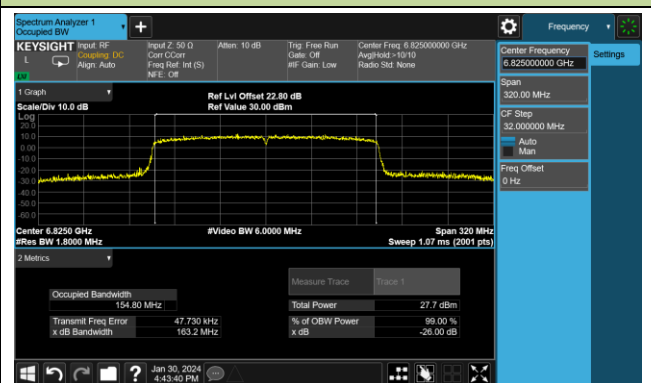 Spectrum Analyzer 1
Occupied BW
+
Frequency
KEYSIGHT
L
Input: RF
Coupling: DC
Align: Auto
Input Z: 50 Ω
Corr CCorr
Freq Ref: Int (S)
NFE: Off
Atten: 10 dB
Trig: Free Run
Gate: Off
#IF Gain: Low
Center Freq: 6.825000000 GHz
Avg|Hold:>10/10
Radio Std: None
Center Frequency
6.825000000 GHz
Settings
Span
320.00 MHz
CF Step
32.000000 MHz
Auto
Man
Freq Offset
0 Hz
1 Graph
Scale/Div 10.0 dB
Ref Lvl Offset 22.80 dB
Ref Value 30.00 dBm
Log
20.0
10.0
0.00
-10.0
-20.0
-30.0
-40.0
-50.0
-60.0
Center 6.8250 GHz
#Video BW 6.0000 MHz
Span 320 MHz
#Res BW 1.8000 MHz
Sweep 1.07 ms (2001 pts)
2 Metrics
Measure Trace
Trace 1
Occupied Bandwidth
154.80 MHz
Total Power
27.7 dBm
Transmit Freq Error
47.730 kHz
% of OBW Power
99.00 %
x dB Bandwidth
163.2 MHz
x dB
-26.00 dB
?
Jan 30, 2024
4:43:40 PM